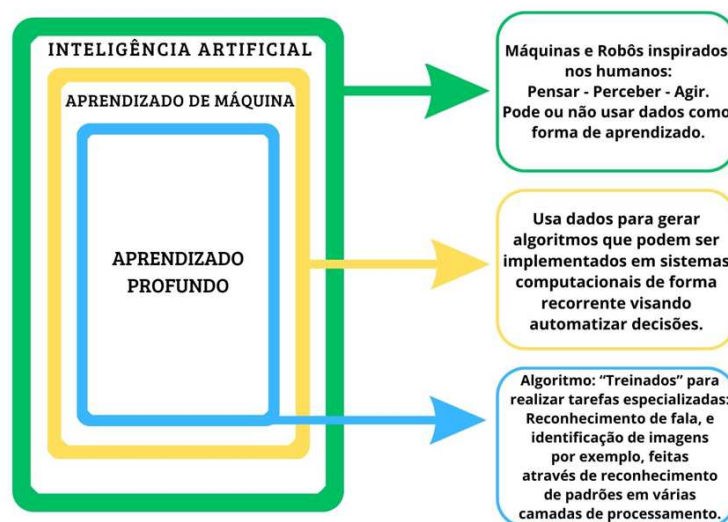 INTELIGÊNCIA ARTIFICIAL
APRENDIZADO DE MÁQUINA
APRENDIZADO
PROFUNDO
Máquinas e Robôs inspirados
nos humanos:
Pensar - Perceber - Agir.
Pode ou não usar dados como
forma de aprendizado.
Usa dados para gerar
algoritmos que podem ser
implementados em sistemas
computacionais de forma
recorrente visando
automatizar decisões.
Algoritmo: “Treinados” para
realizar tarefas especializadas:
Reconhecimento de fala, e
identificação de imagens
por exemplo, feitas
através de reconhecimento
de padrões em várias
camadas de processamento.